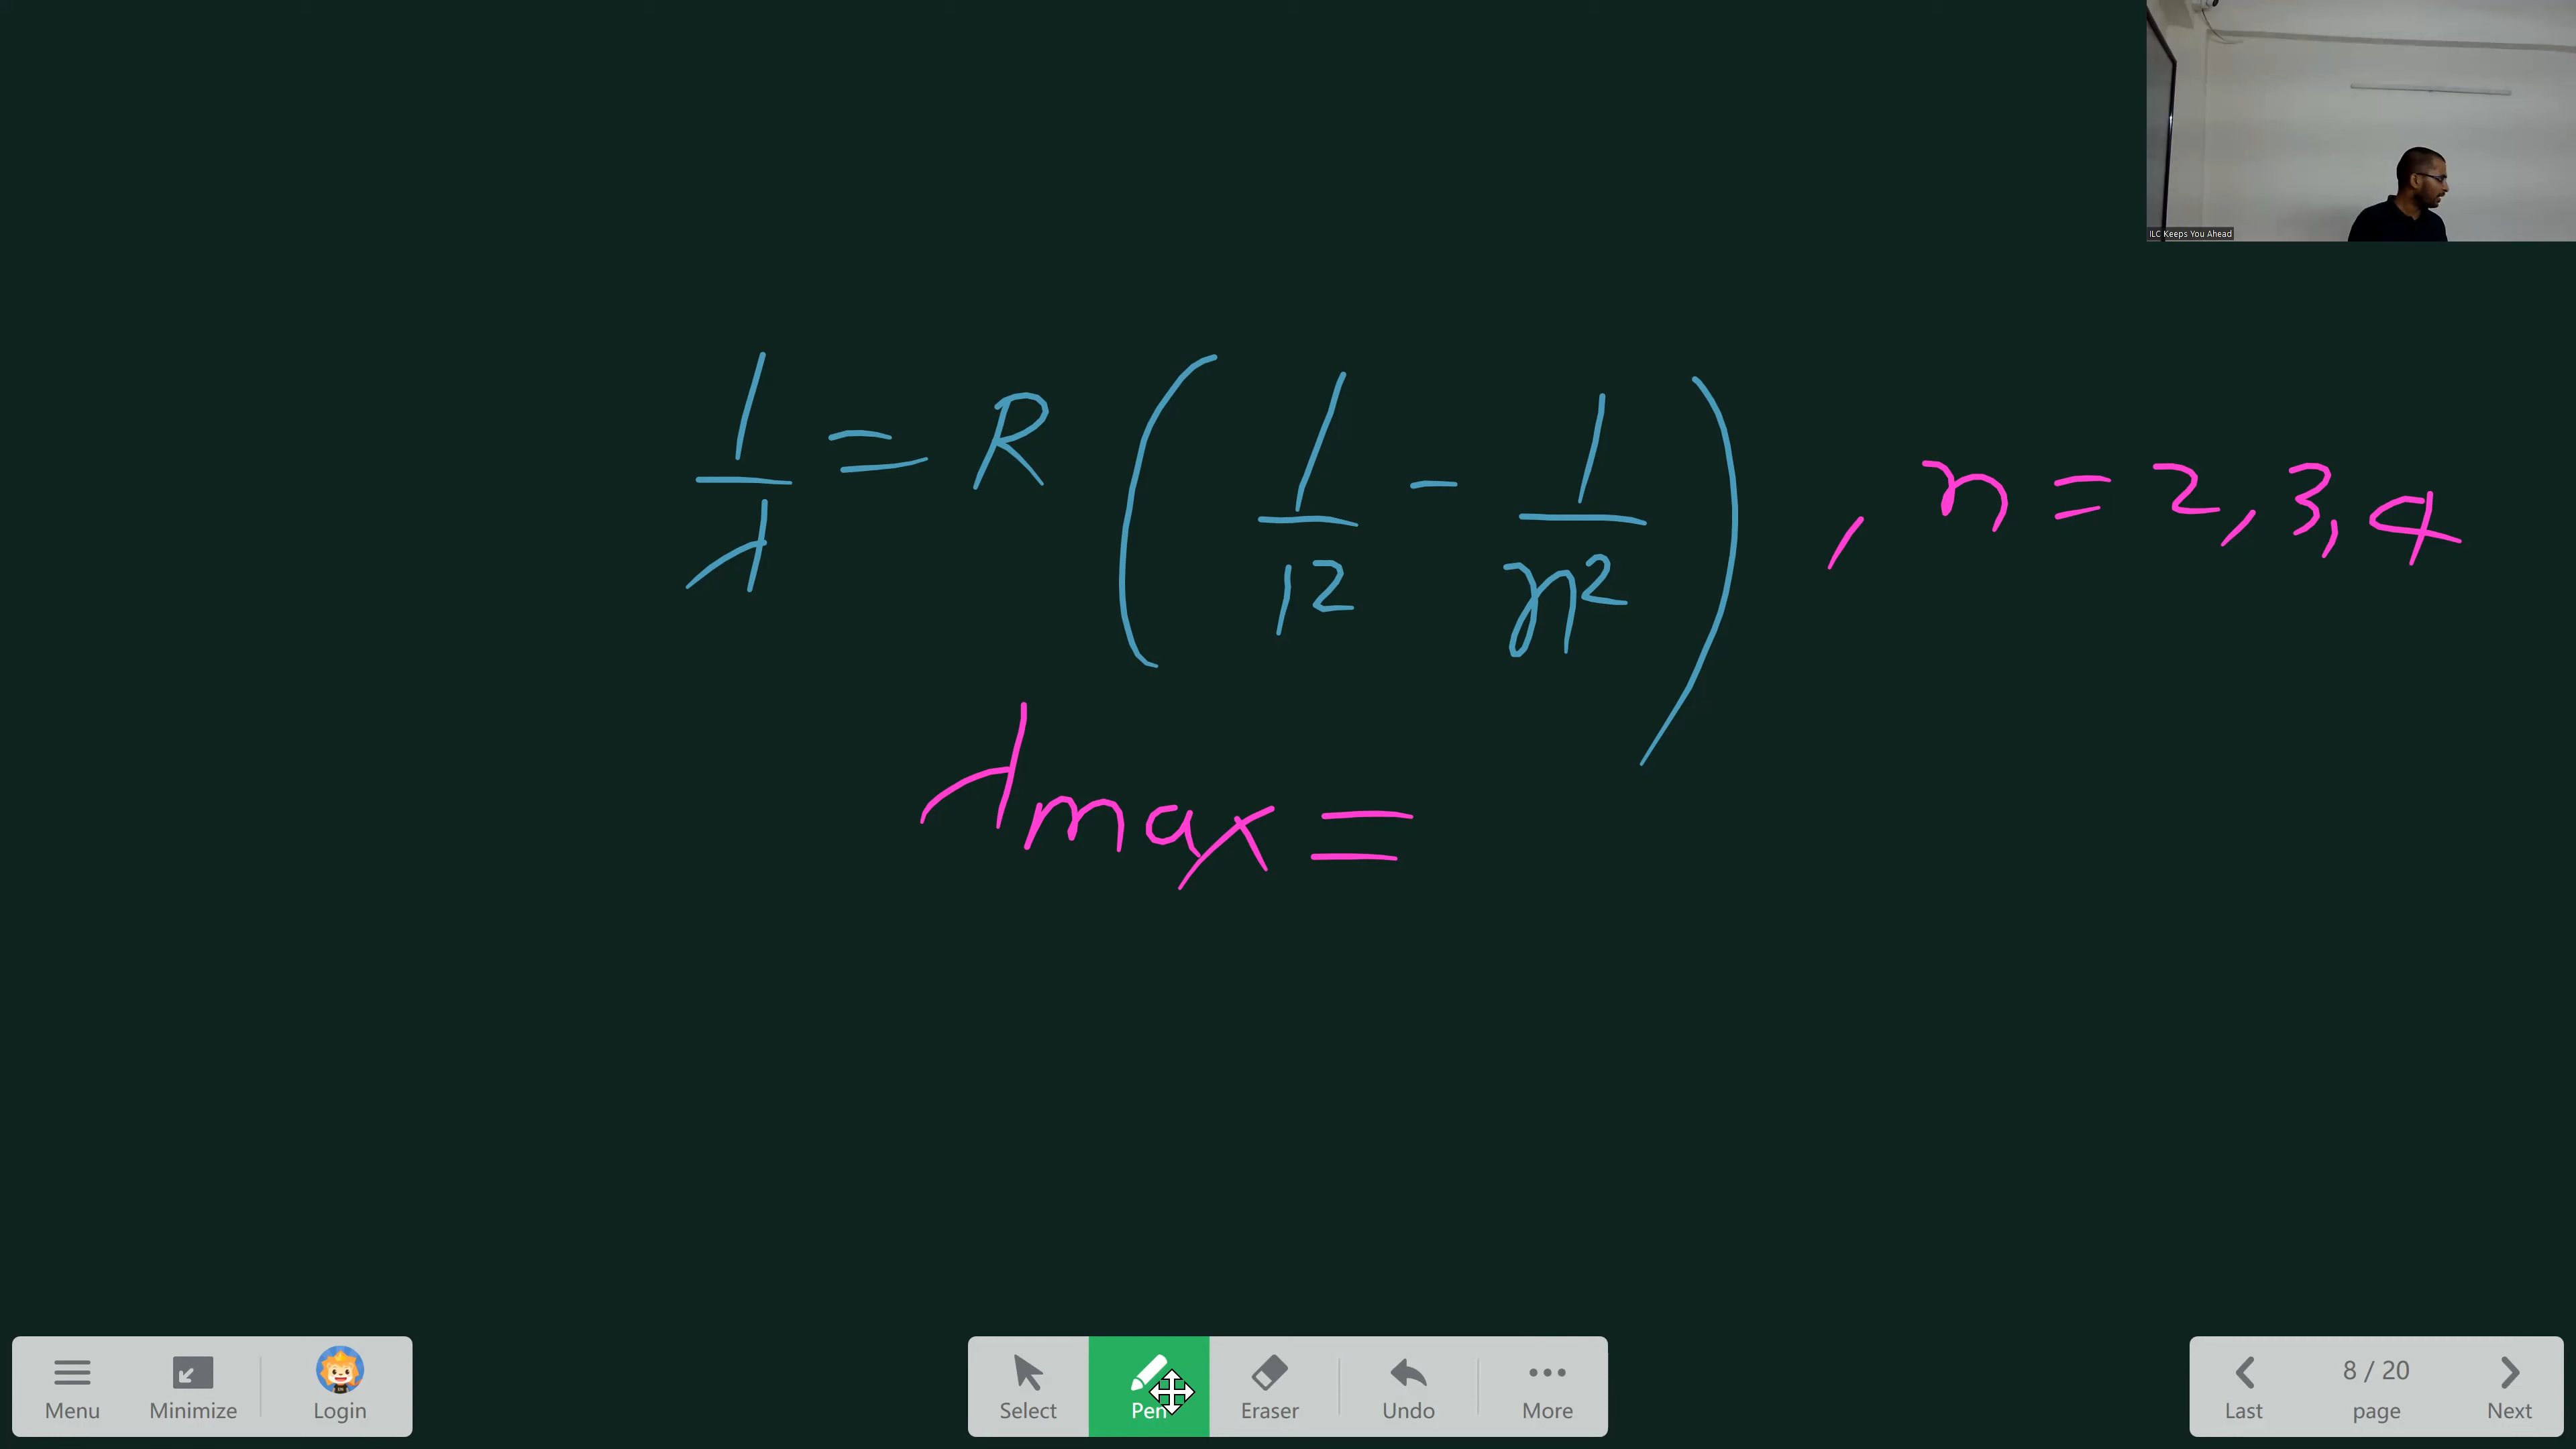 ILC Keeps You Ahead
1/λ = R (1/1² - 1/n²) , n = 2, 3, 4
λmax =
Menu Minimize Login Select Pen Eraser Undo More Last 8 / 20 page Next